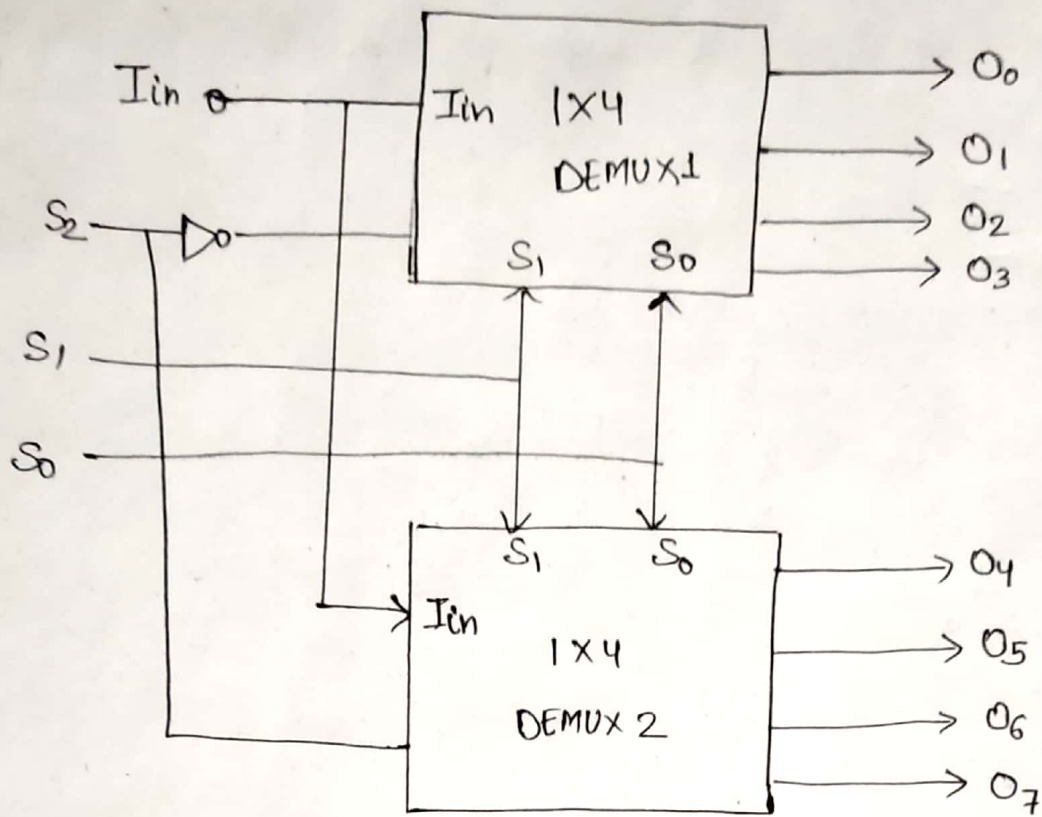 Iin
Iin 1X4
DEMUX1
S1 S0
O0
O1
O2
O3
S2
S1
S0
S1 S0
Iin
1X4
DEMUX 2
O4
O5
O6
O7